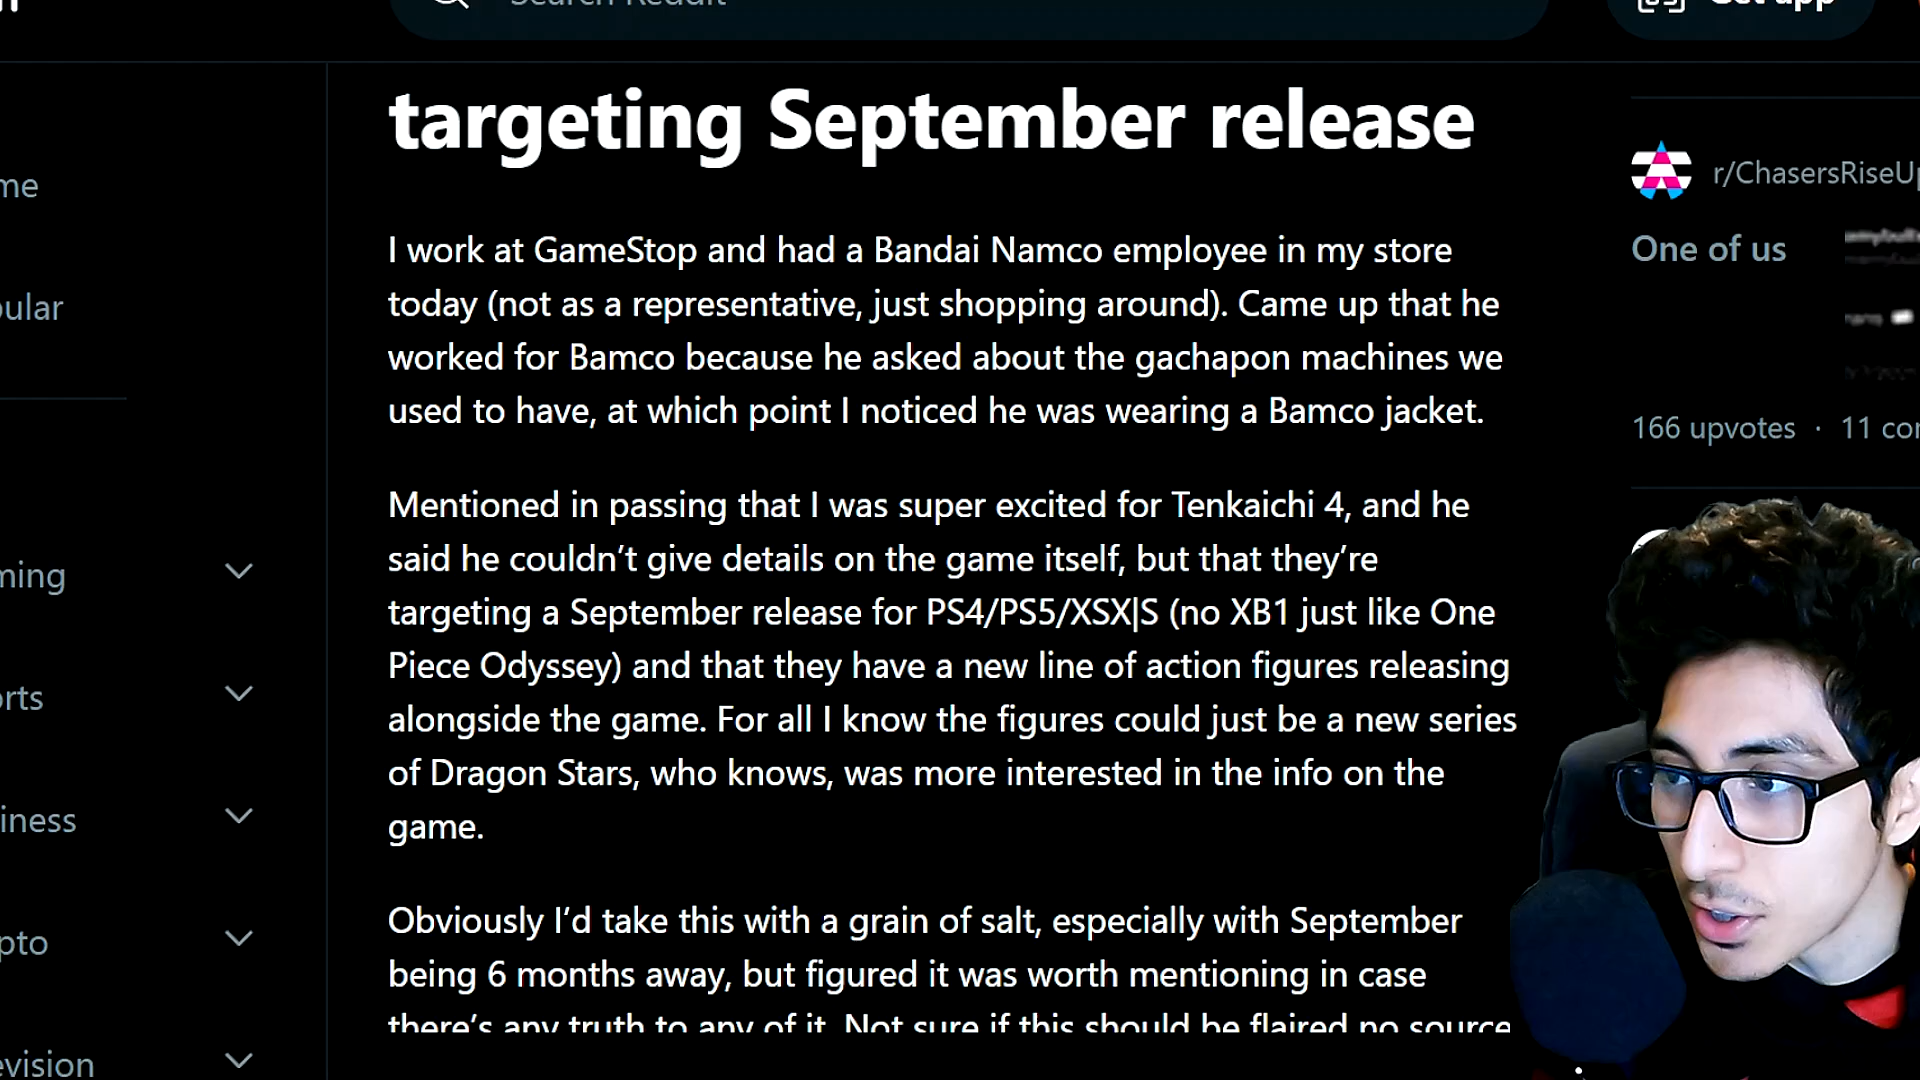 Search Reddit
Get app
targeting September release
I work at GameStop and had a Bandai Namco employee in my store
today (not as a representative, just shopping around). Came up that he
worked for Bamco because he asked about the gachapon machines we
used to have, at which point I noticed he was wearing a Bamco jacket.
Mentioned in passing that I was super excited for Tenkaichi 4, and he
said he couldn’t give details on the game itself, but that they’re
targeting a September release for PS4/PS5/XSX|S (no XB1 just like One
Piece Odyssey) and that they have a new line of action figures releasing
alongside the game. For all I know the figures could just be a new series
of Dragon Stars, who knows, was more interested in the info on the
game.
Obviously I’d take this with a grain of salt, especially with September
being 6 months away, but figured it was worth mentioning in case
there’s any truth to any of it. Not sure if this should be flaired no source
me
ular
ming
orts
iness
pto
evision
r/ChasersRiseUp
One of us
166 upvotes · 11 con